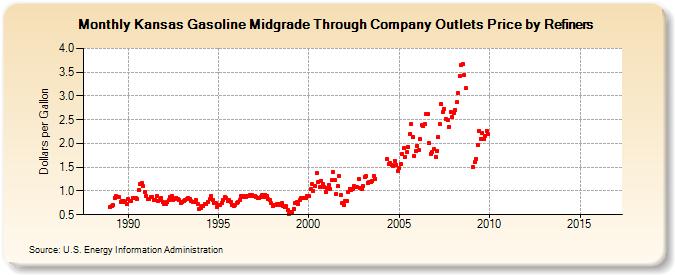 Monthly Kansas Gasoline Midgrade Through Company Outlets Price by Refiners
Dollars per Gallon
4.0
3.5
3.0
2.5
2.0
1.5
1.0
0.5
1990 1995 2000 2005 2010 2015
Source: U.S. Energy Information Administration